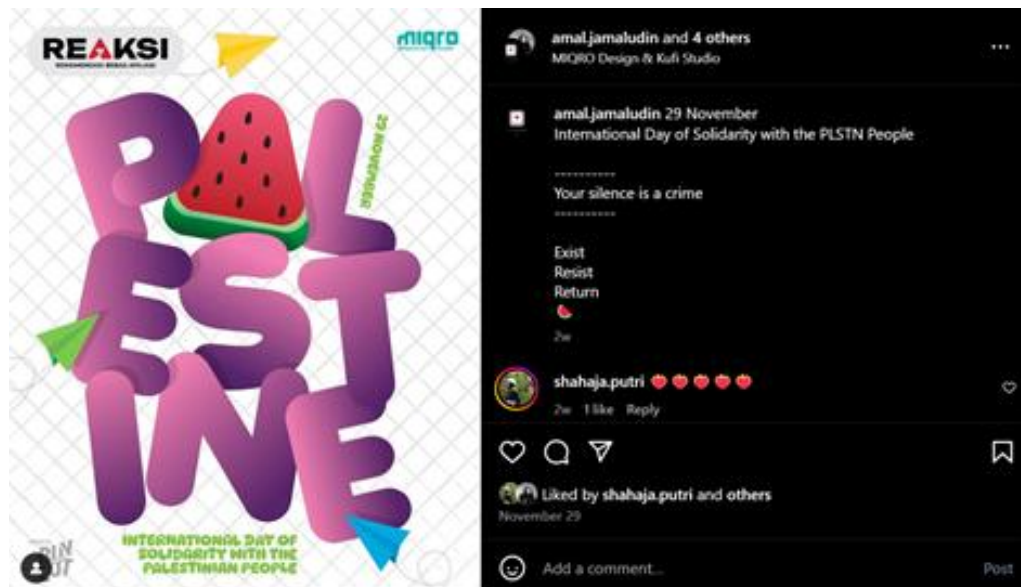 REAKSI
miqro
29 NOVEMBER
PALESTINE
INTERNATIONAL DAY OF
SOLIDARITY WITH THE
PALESTINIAN PEOPLE
amal.jamaludin and 4 others
MIQRO Design & Kufi Studio
amal.jamaludin 29 November
International Day of Solidarity with the PLSTN People
----------
Your silence is a crime
----------
Exist
Resist
Return
🍉
2w
shahaja.putri 🍅🍅🍅🍅🍅
2w 1 like Reply
Liked by shahaja.putri and others
November 29
Add a comment...
Post